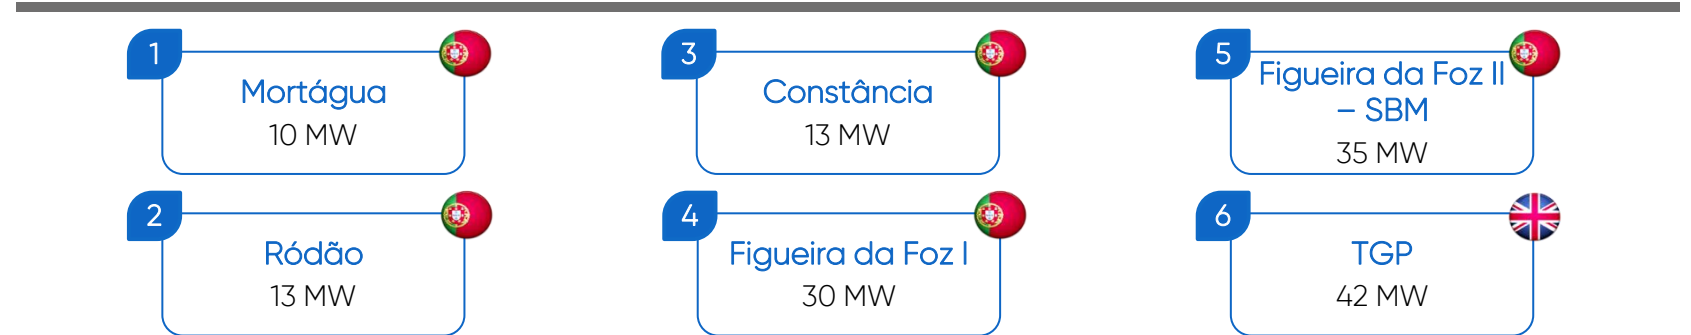 1
Mortágua
10 MW
2
Ródão
13 MW
3
Constância
13 MW
4
Figueira da Foz I
30 MW
5
Figueira da Foz II
– SBM
35 MW
6
TGP
42 MW